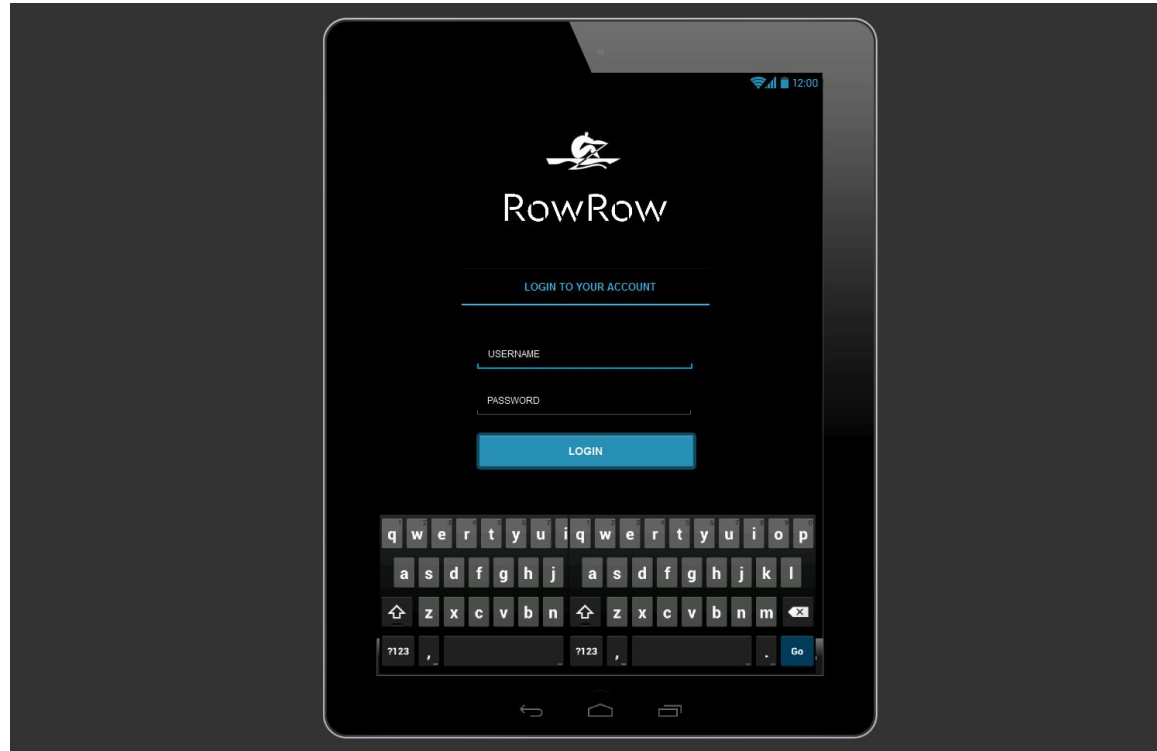 12:00
RowRow
LOGIN TO YOUR ACCOUNT
USERNAME
PASSWORD
LOGIN
q w e r t y u i q w e r t y u i o p
a s d f g h j a s d f g h j k l
z x c v b n z x c v b n m
?123 , ?123 , . Go